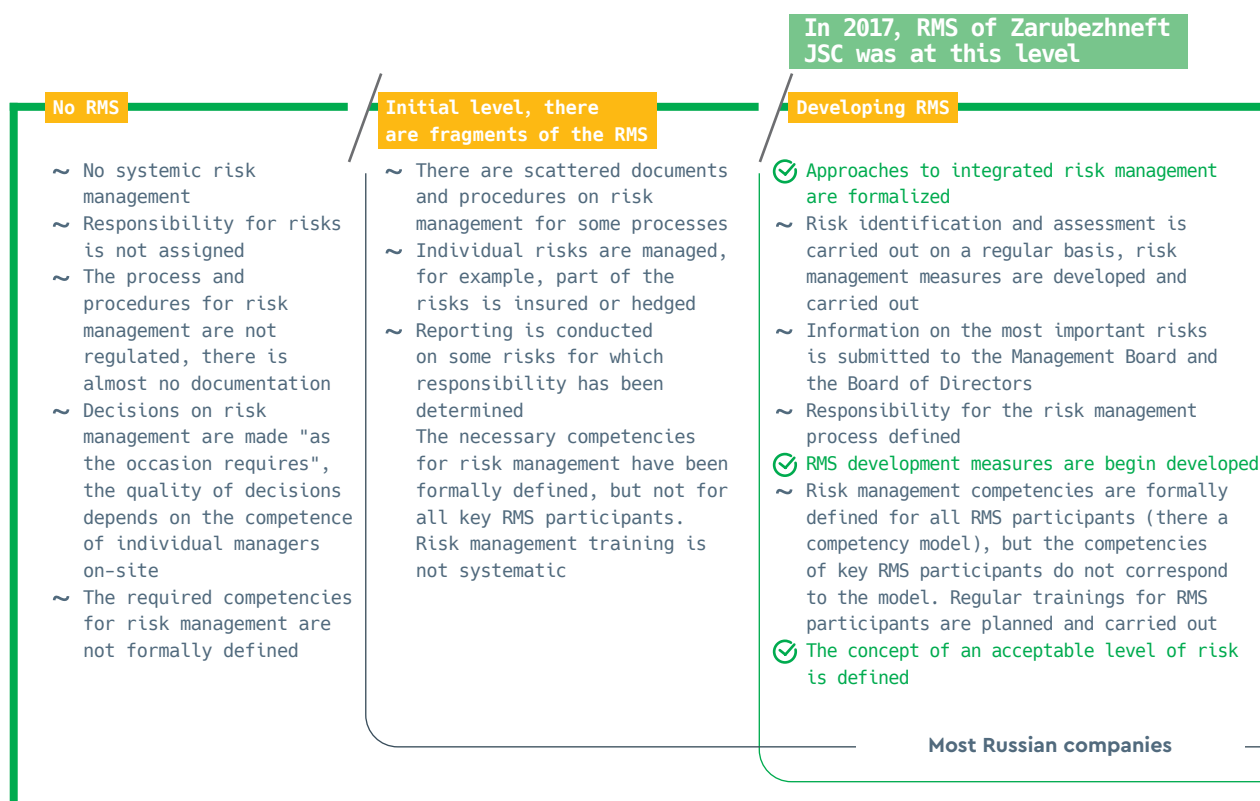 In 2017, RMS of Zarubezhneft
JSC was at this level
No RMS
~ No systemic risk
management
~ Responsibility for risks
is not assigned
~ The process and
procedures for risk
management are not
regulated, there is
almost no documentation
~ Decisions on risk
management are made "as
the occasion requires",
the quality of decisions
depends on the competence
of individual managers
on-site
~ The required competencies
for risk management are
not formally defined
Initial level, there
are fragments of the RMS
~ There are scattered documents
and procedures on risk
management for some processes
~ Individual risks are managed,
for example, part of the
risks is insured or hedged
~ Reporting is conducted
on some risks for which
responsibility has been
determined
The necessary competencies
for risk management have been
formally defined, but not for
all key RMS participants.
Risk management training is
not systematic
Developing RMS
Approaches to integrated risk management
are formalized
~ Risk identification and assessment is
carried out on a regular basis, risk
management measures are developed and
carried out
~ Information on the most important risks
is submitted to the Management Board and
the Board of Directors
~ Responsibility for the risk management
process defined
RMS development measures are begin developed
~ Risk management competencies are formally
defined for all RMS participants (there a
competency model), but the competencies
of key RMS participants do not correspond
to the model. Regular trainings for RMS
participants are planned and carried out
The concept of an acceptable level of risk
is defined
Most Russian companies